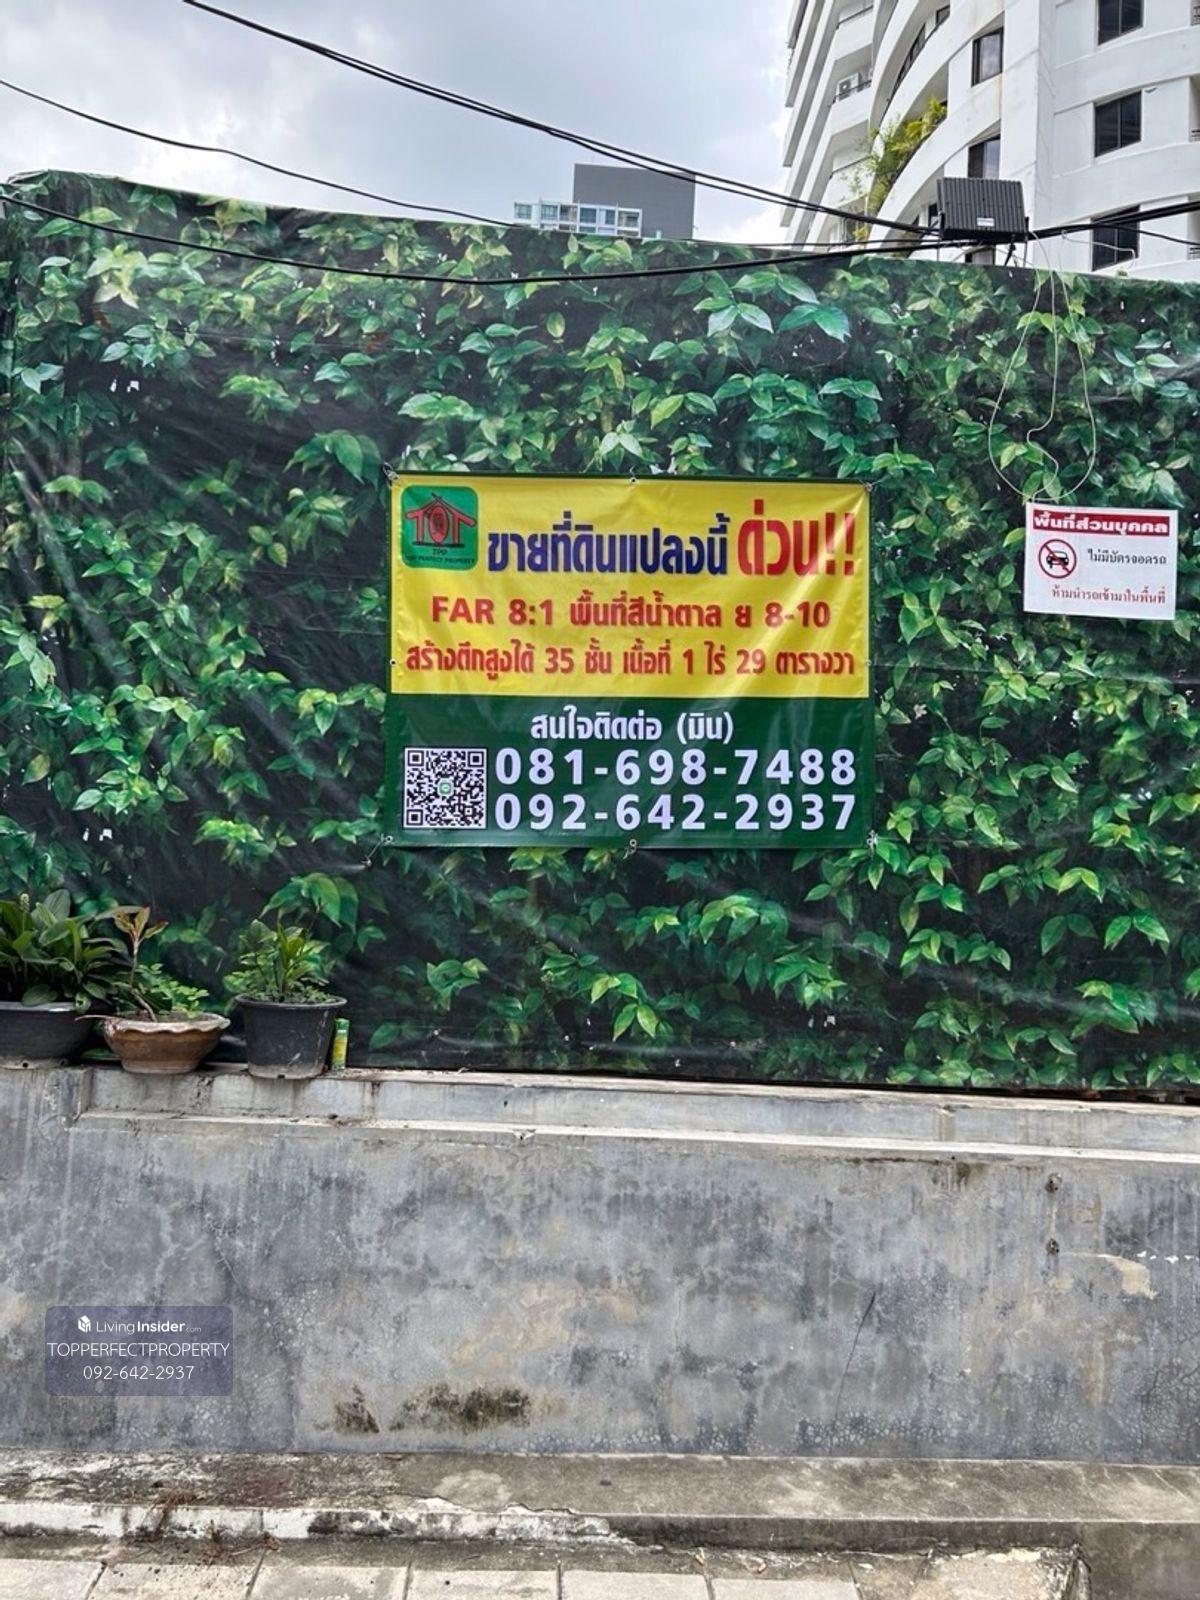 TPP
TOP PERFECT PROPERTY
ขายที่ดินแปลงนี้ ด่วน!!
FAR 8:1 พื้นที่สีน้ำตาล ย 8-10
สร้างตึกสูงได้ 35 ชั้น เนื้อที่ 1 ไร่ 29 ตารางวา
สนใจติดต่อ (มิน)
081-698-7488
092-642-2937
พื้นที่ส่วนบุคคล
ไม่มีบัตรจอดรถ
ห้ามนำรถเข้ามาในพื้นที่
LivingInsider.com
TOPPERFECTPROPERTY
092-642-2937